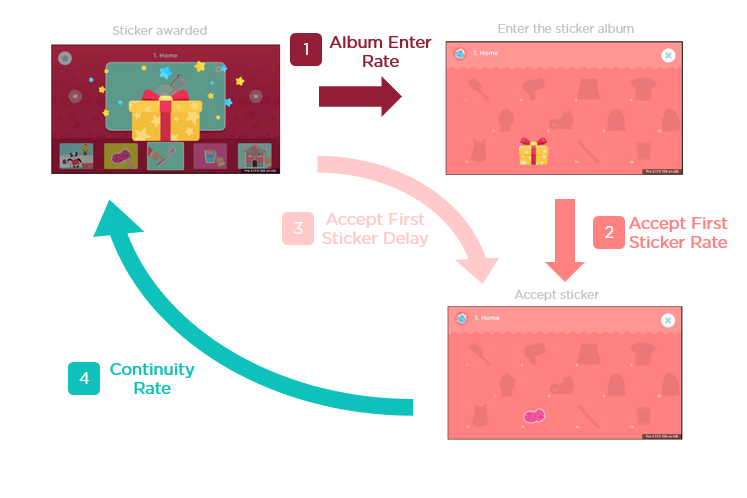 Sticker awarded
1. Home
1
Album Enter
Rate
Enter the sticker album
1. Home
3
Accept First
Sticker Delay
2
Accept First
Sticker Rate
Accept sticker
1. Home
4
Continuity
Rate